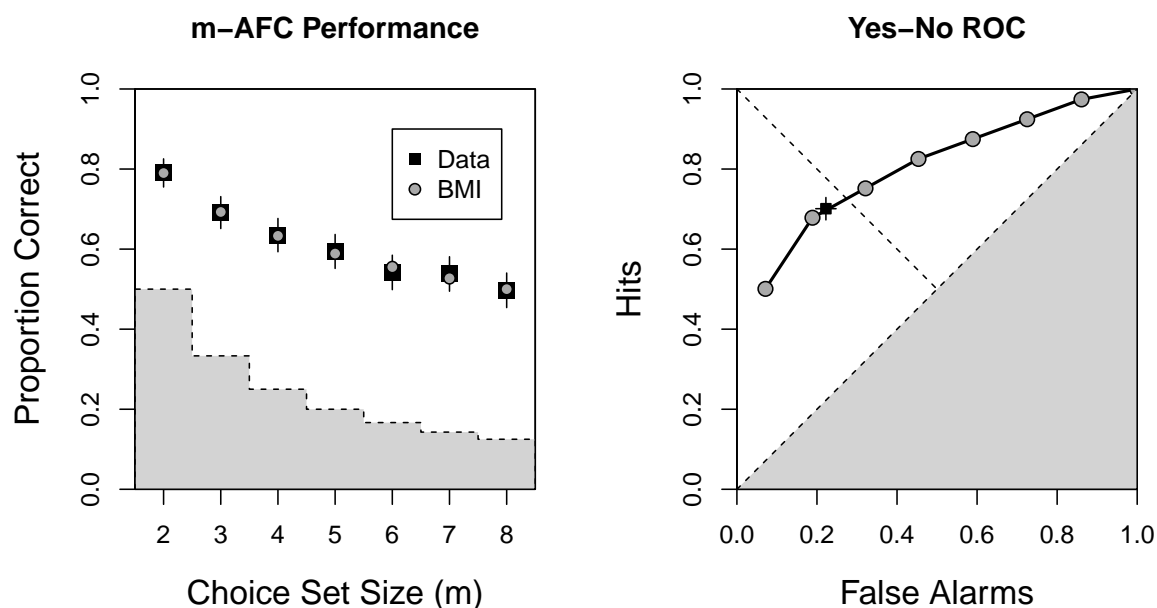 m−AFC Performance
Proportion Correct
1.0
0.8
0.6
0.4
0.2
0.0
Data
BMI
2 3 4 5 6 7 8
Choice Set Size (m)
Yes−No ROC
Hits
1.0
0.8
0.6
0.4
0.2
0.0
0.0 0.2 0.4 0.6 0.8 1.0
False Alarms